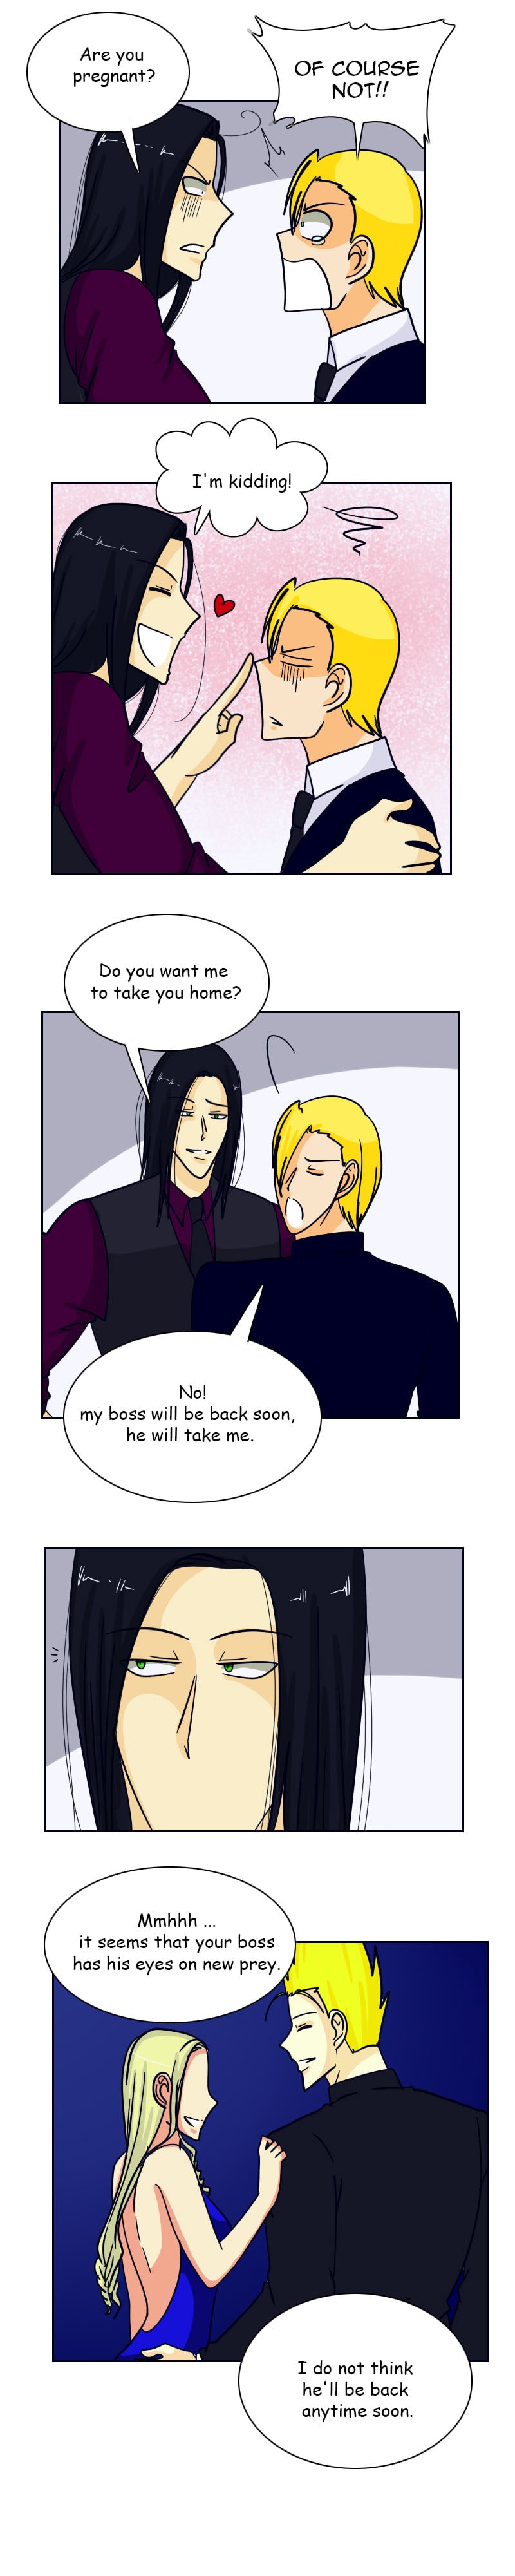 Are you
pregnant?
OF COURSE
NOT!!
I'm kidding!
Do you want me
to take you home?
No!
my boss will be back soon,
he will take me.
Mmhhh ...
it seems that your boss
has his eyes on new prey.
I do not think
he'll be back
anytime soon.